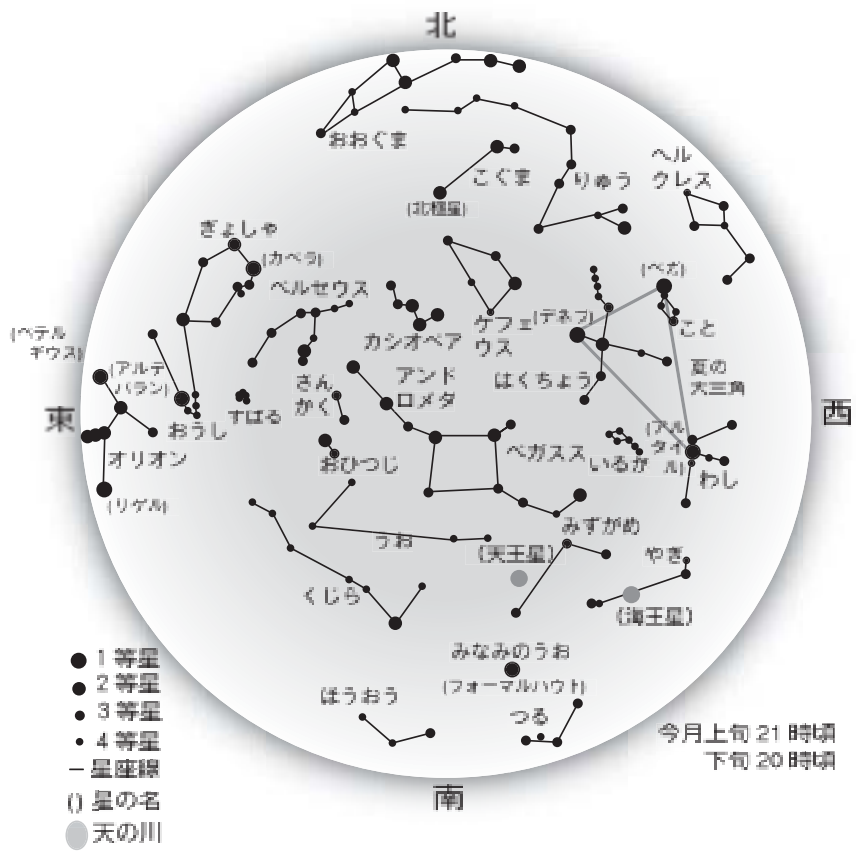 北
おおぐま
こぐま
(北極星)
りゅう
ヘル
クレス
ぎょしゃ
(カペラ)
ペルセウス
カシオペア
ケフェ
ウス
(デネブ)
(ベガ)
こと
夏の
大三角
はくちょう
(ベテル
ギウス)
(アルデ
バラン)
さん
かく
アンド
ロメダ
すばる
おうし
東
西
オリオン
(リゲル)
おひつじ
ペガスス
いるか
(アル
タイ
ル)
わし
うお
みずがめ
(天王星)
やぎ
(海王星)
くじら
みなみのうお
(フォーマルハウト)
ほうおう
つる
南
1等星
2等星
3等星
4等星
ー星座線
() 星の名
天の川
今月上旬 21 時頃
下旬 20 時頃